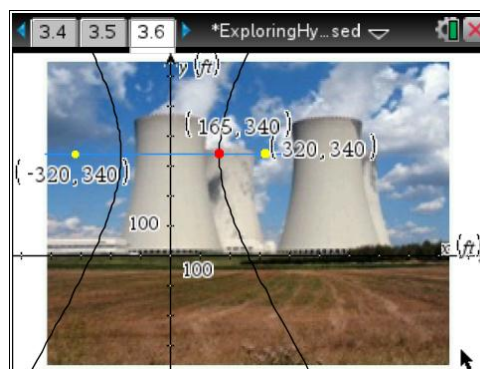 3.4 3.5 3.6 *ExploringHy...sed
y (ft)
(165,340)
(-320,340) (320,340)
100
x (ft)
100